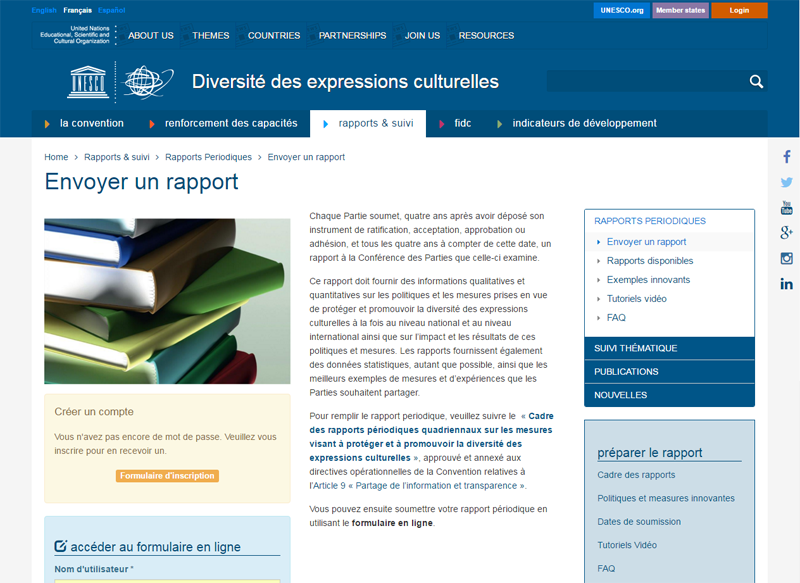 English Français Español
UNESCO.org Member states Login
United Nations
Educational, Scientific and
Cultural Organization
ABOUT US THEMES COUNTRIES PARTNERSHIPS JOIN US RESOURCES
UNESCO
Diversité des expressions culturelles
la convention renforcement des capacités rapports & suivi fidc indicateurs de développement
Home > Rapports & suivi > Rapports Periodiques > Envoyer un rapport
Envoyer un rapport
Chaque Partie soumet, quatre ans après avoir déposé son
instrument de ratification, acceptation, approbation ou
adhésion, et tous les quatre ans à compter de cette date, un
rapport à la Conférence des Parties que celle-ci examine.
Ce rapport doit fournir des informations qualitatives et
quantitatives sur les politiques et les mesures prises en vue
de protéger et promouvoir la diversité des expressions
culturelles à la fois au niveau national et au niveau
international ainsi que sur l'impact et les résultats de ces
politiques et mesures. Les rapports fournissent également
des données statistiques, autant que possible, ainsi que les
meilleurs exemples de mesures et d'expériences que les
Parties souhaitent partager.
Pour remplir le rapport periodique, veuillez suivre le « Cadre
des rapports périodiques quadriennaux sur les mesures
visant à protéger et à promouvoir la diversité des
expressions culturelles », approuvé et annexé aux
directives opérationnelles de la Convention relatives à
l'Article 9 « Partage de l'information et transparence ».
Vous pouvez ensuite soumettre votre rapport périodique en
utilisant le formulaire en ligne.
Créer un compte
Vous n'avez pas encore de mot de passe. Veuillez vous
inscrire pour en recevoir un.
Formulaire d'inscription
accéder au formulaire en ligne
Nom d'utilisateur *
RAPPORTS PERIODIQUES
Envoyer un rapport
Rapports disponibles
Exemples innovants
Tutoriels vidéo
FAQ
SUIVI THÉMATIQUE
PUBLICATIONS
NOUVELLES
préparer le rapport
Cadre des rapports
Politiques et mesures innovantes
Dates de soumission
Tutoriels Vidéo
FAQ
f
You
Tube
g+
in